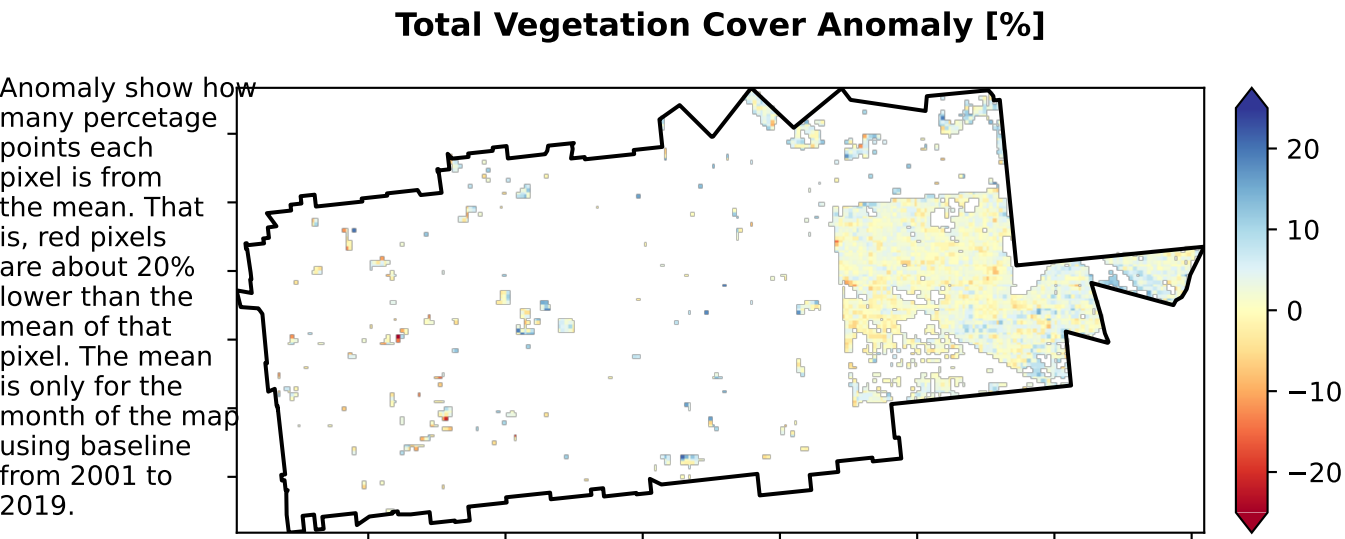 Total Vegetation Cover Anomaly [%]
Anomaly show how
many percetage
points each
pixel is from
the mean. That
is, red pixels
are about 20%
lower than the
mean of that
pixel. The mean
is only for the
month of the map
using baseline
from 2001 to
2019.
20
10
0
−10
−20